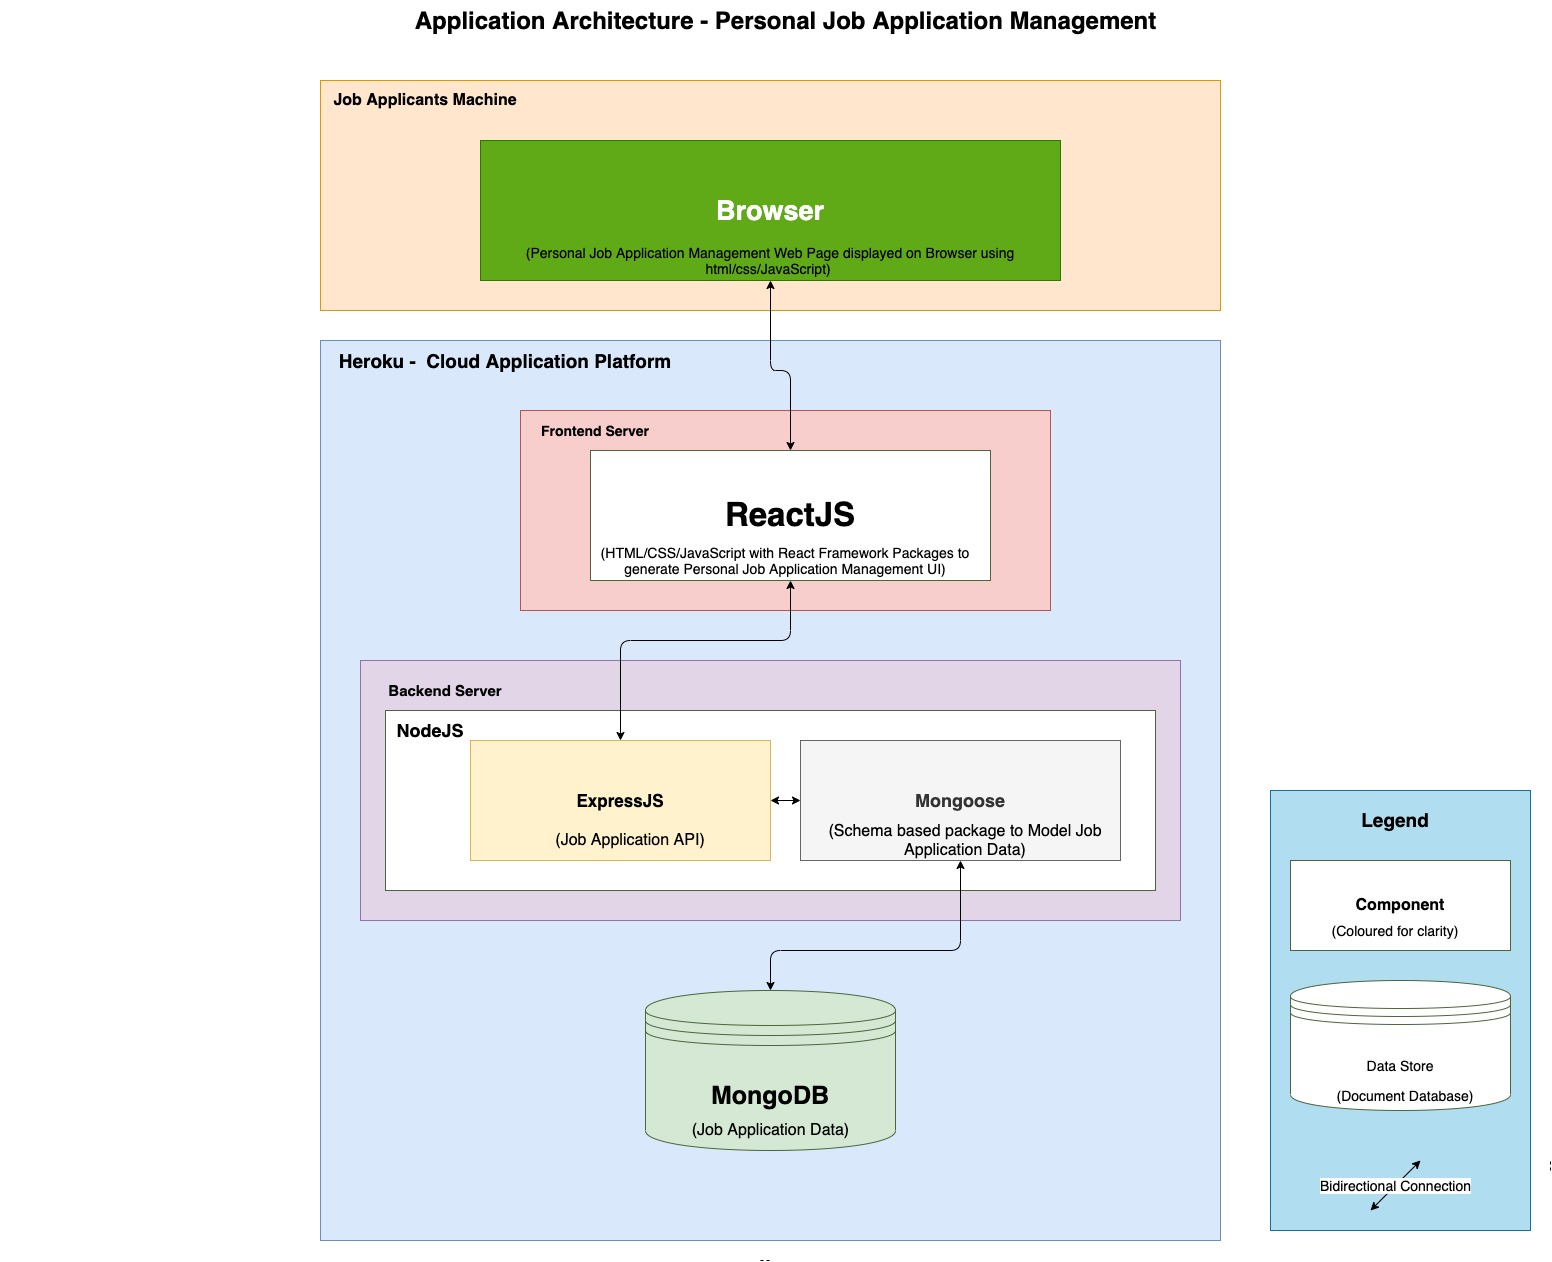 Application Architecture - Personal Job Application Management
Job Applicants Machine
Browser
(Personal Job Application Management Web Page displayed on Browser using
html/css/JavaScript)
Heroku -  Cloud Application Platform
Frontend Server
ReactJS
(HTML/CSS/JavaScript with React Framework Packages to
generate Personal Job Application Management UI)
Backend Server
NodeJS
ExpressJS
(Job Application API)
Mongoose
(Schema based package to Model Job
Application Data)
MongoDB
(Job Application Data)
Legend
Component
(Coloured for clarity)
Data Store
(Document Database)
Bidirectional Connection